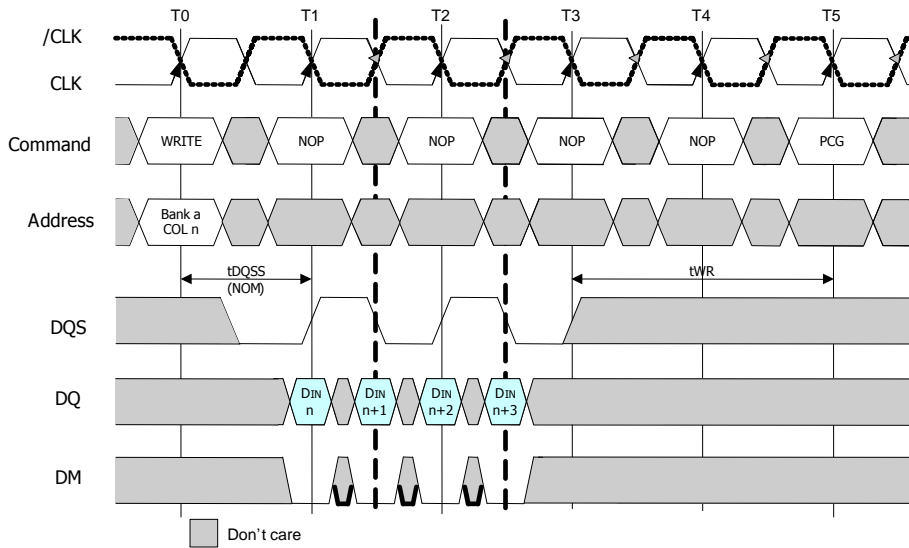 T0 T1 T2 T3 T4 T5
/CLK
CLK
Command WRITE NOP NOP NOP NOP PCG
Address Bank a
COL n
tDQSS
(NOM)
tWR
DQS
DQ DIN
n DIN
n+1 DIN
n+2 DIN
n+3
DM
Don't care